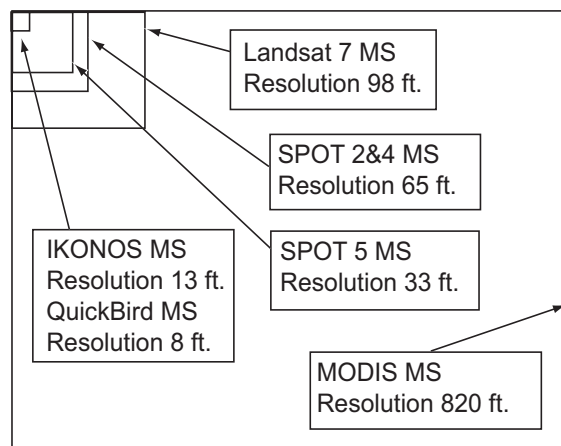 Landsat 7 MS
Resolution 98 ft.
SPOT 2&4 MS
Resolution 65 ft.
IKONOS MS
Resolution 13 ft.
QuickBird MS
Resolution 8 ft.
SPOT 5 MS
Resolution 33 ft.
MODIS MS
Resolution 820 ft.